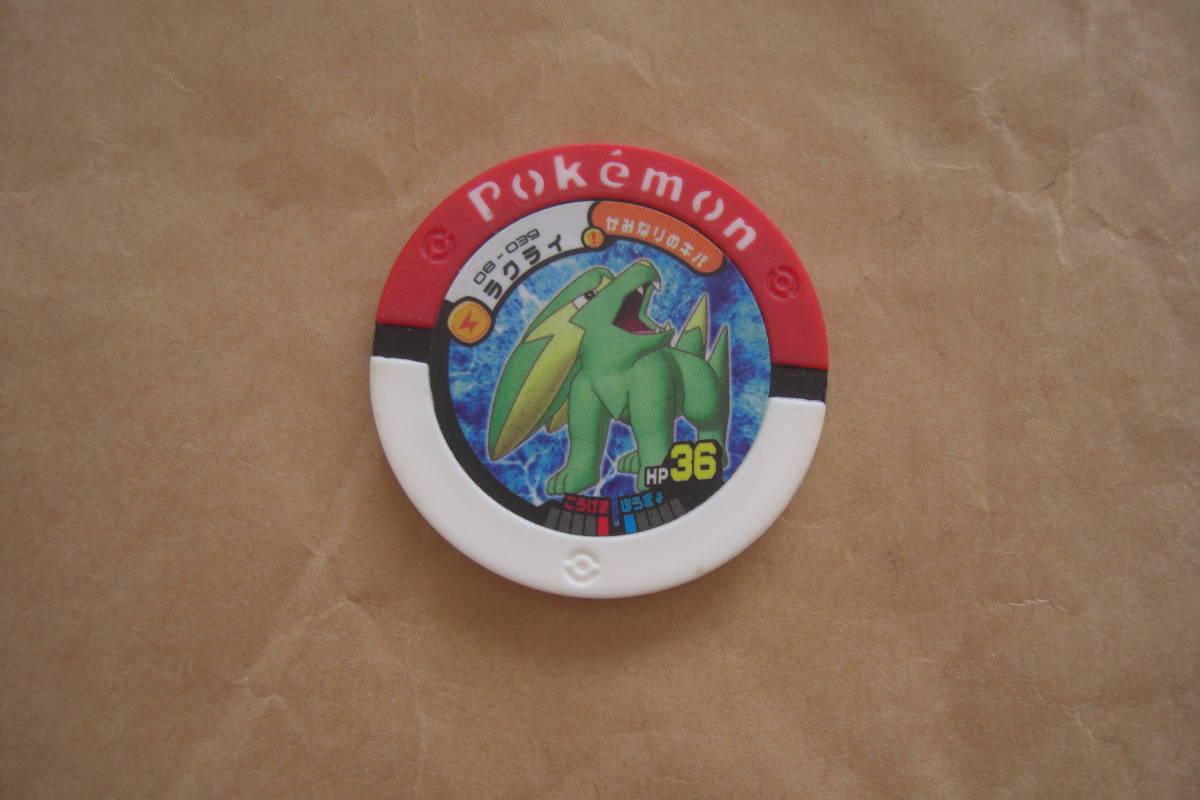 Pokémon
08-039
ラクライ
! かみなりのキバ
HP 36
こうげき ぼうぎょ